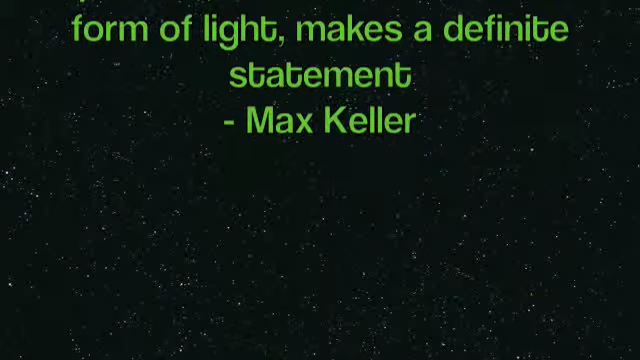 form of light, makes a definite
statement
- Max Keller